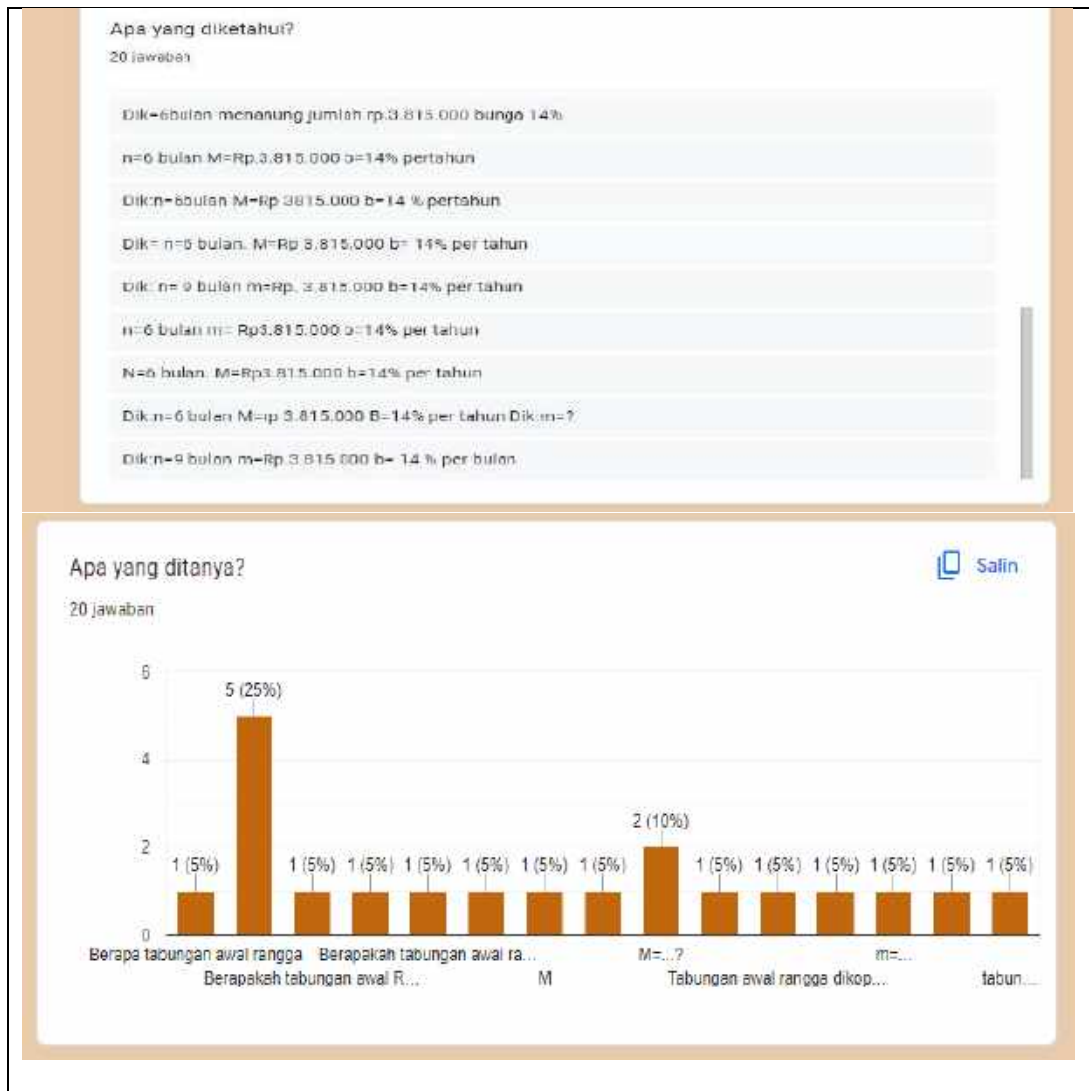 Apa yang diketahui?
20 jawaban
Dik=6bulan menanung jumlah rp.3.815.000 bunga 14%
n=6 bulan M=Rp.3.815.000 b=14% pertahun
Dik:n=6bulan M=Rp 3815.000 b=14 % pertahun
Dik= n=6 bulan. M=Rp 3.815.000 b= 14% per tahun
Dik: n= 9 bulan m=Rp. 3.815.000 b=14% per tahun
n=6 bulan m= Rp3.815.000 b=14% per tahun
N=6 bulan. M=Rp3.815.000 b=14% per tahun
Dik:n=6 bulan M=rp 3.815.000 B=14% per tahun Dik:m=?
Dik:n=9 bulan m=Rp.3.815.000 b= 14 % per bulan
Apa yang ditanya?
Salin
20 jawaban
6
5 (25%)
4
2 (10%)
2
1 (5%) 1 (5%) 1 (5%) 1 (5%) 1 (5%) 1 (5%) 1 (5%) 1 (5%) 1 (5%) 1 (5%) 1 (5%) 1 (5%) 1 (5%)
0
Berapa tabungan awal rangga Berapakah tabungan awal ra... M=...? m=...
Berapakah tabungan awal R... M Tabungan awal rangga dikop... tabun...